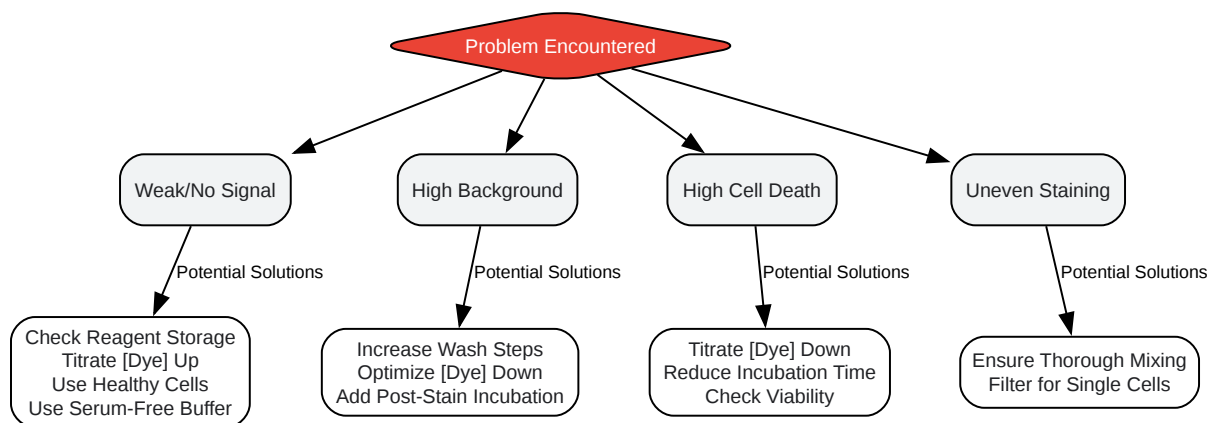 Problem Encountered
Weak/No Signal
High Background
High Cell Death
Uneven Staining
Potential Solutions
Potential Solutions
Potential Solutions
Potential Solutions
Check Reagent Storage
Titrate [Dye] Up
Use Healthy Cells
Use Serum-Free Buffer
Increase Wash Steps
Optimize [Dye] Down
Add Post-Stain Incubation
Titrate [Dye] Down
Reduce Incubation Time
Check Viability
Ensure Thorough Mixing
Filter for Single Cells